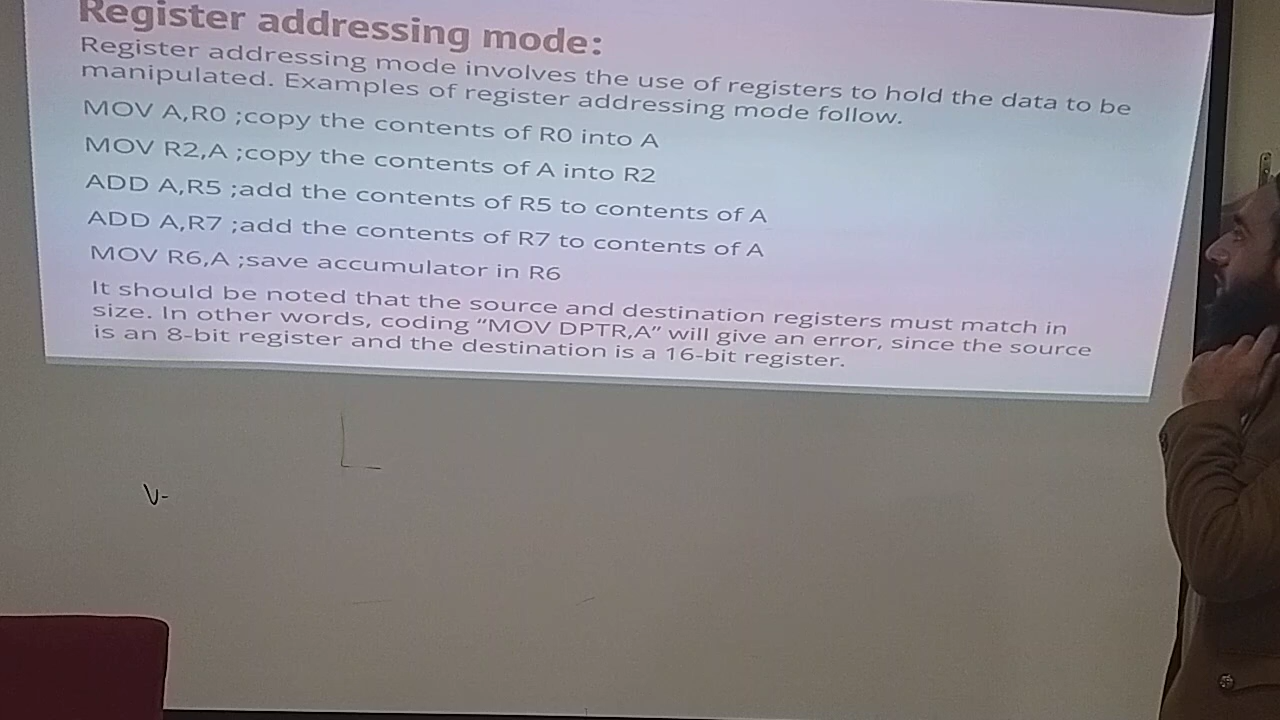 Register addressing mode:
Register addressing mode involves the use of registers to hold the data to be
manipulated. Examples of register addressing mode follow.
MOV A,R0 ;copy the contents of R0 into A
MOV R2,A ;copy the contents of A into R2
ADD A,R5 ;add the contents of R5 to contents of A
ADD A,R7 ;add the contents of R7 to contents of A
MOV R6,A ;save accumulator in R6
It should be noted that the source and destination registers must match in
size. In other words, coding “MOV DPTR,A” will give an error, since the source
is an 8-bit register and the destination is a 16-bit register.